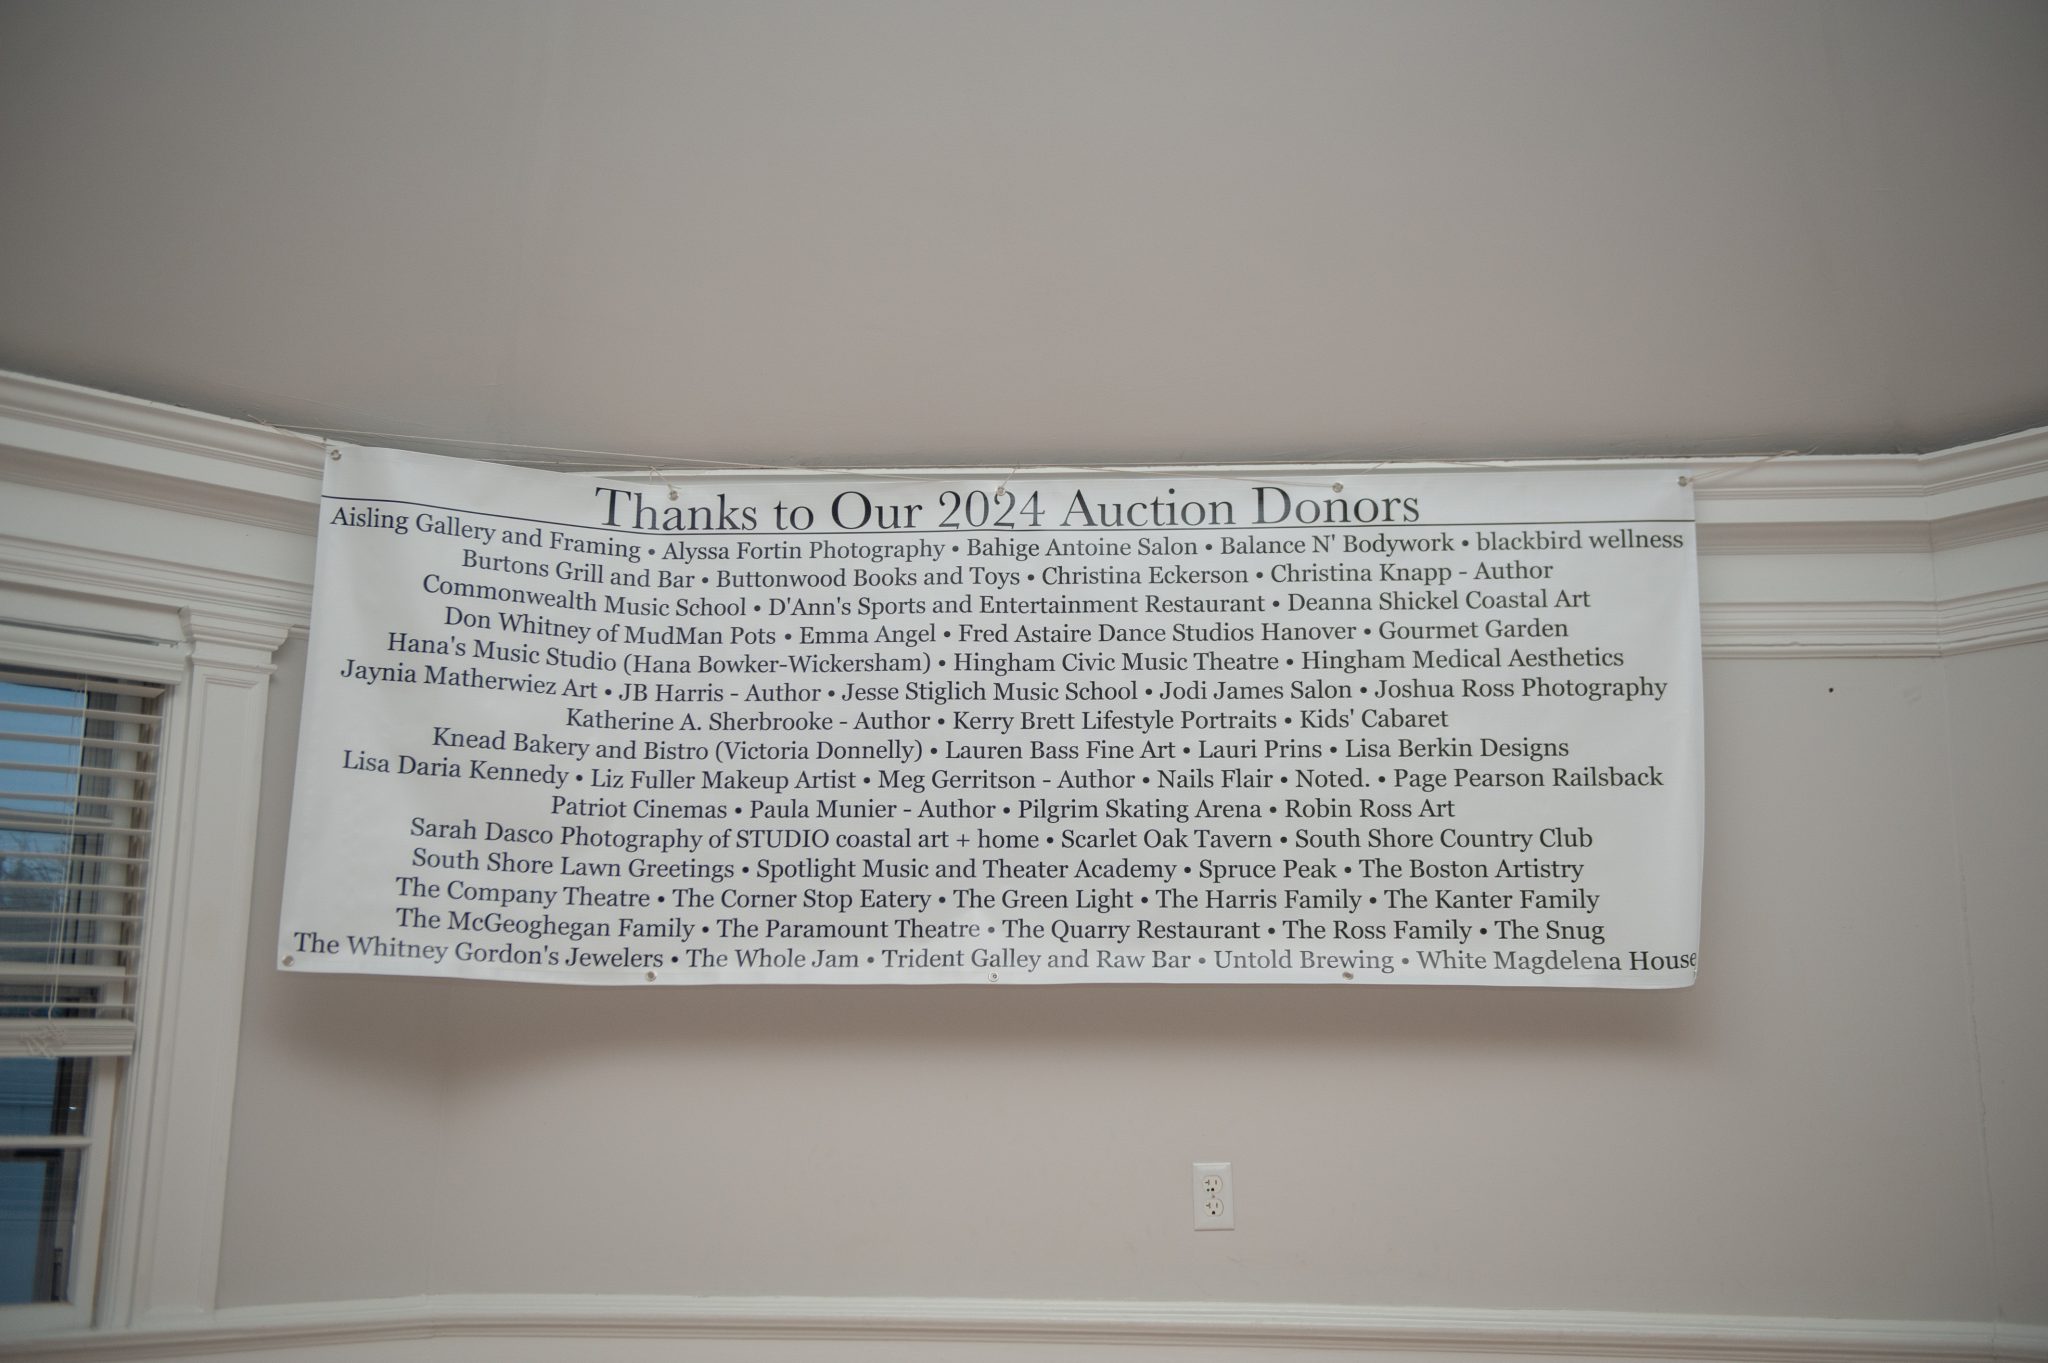 Thanks to Our 2024 Auction Donors
Aisling Gallery and Framing • Alyssa Fortin Photography • Bahige Antoine Salon • Balance N' Bodywork • blackbird wellness
Burtons Grill and Bar • Buttonwood Books and Toys • Christina Eckerson • Christina Knapp - Author
Commonwealth Music School • D'Ann's Sports and Entertainment Restaurant • Deanna Shickel Coastal Art
Don Whitney of MudMan Pots • Emma Angel • Fred Astaire Dance Studios Hanover • Gourmet Garden
Hana's Music Studio (Hana Bowker-Wickersham) • Hingham Civic Music Theatre • Hingham Medical Aesthetics
Jaynia Matherwiez Art • JB Harris - Author • Jesse Stiglich Music School • Jodi James Salon • Joshua Ross Photography
Katherine A. Sherbrooke - Author • Kerry Brett Lifestyle Portraits • Kids' Cabaret
Knead Bakery and Bistro (Victoria Donnelly) • Lauren Bass Fine Art • Lauri Prins • Lisa Berkin Designs
Lisa Daria Kennedy • Liz Fuller Makeup Artist • Meg Gerritson - Author • Nails Flair • Noted. • Page Pearson Railsback
Patriot Cinemas • Paula Munier - Author • Pilgrim Skating Arena • Robin Ross Art
Sarah Dasco Photography of STUDIO coastal art + home • Scarlet Oak Tavern • South Shore Country Club
South Shore Lawn Greetings • Spotlight Music and Theater Academy • Spruce Peak • The Boston Artistry
The Company Theatre • The Corner Stop Eatery • The Green Light • The Harris Family • The Kanter Family
The McGeoghegan Family • The Paramount Theatre • The Quarry Restaurant • The Ross Family • The Snug
The Whitney Gordon's Jewelers • The Whole Jam • Trident Galley and Raw Bar • Untold Brewing • White Magdelena House